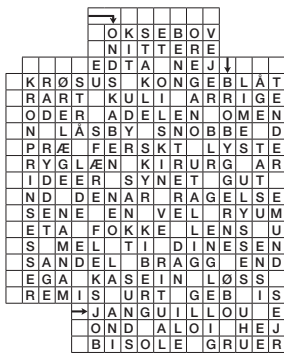 OKSEBOV
NITTERE
EDTA NEJ
KRØSUS KONGEBLÅT
RART KULI ARRIGE
ODER ADELEN OMEN
N LÅSBY SNOBBE D
PRÆ FERSKT LYSTE
RYGLÆN KIRURG AR
IDEER SYNET GUT
ND DENAR RAGELSE
SENE EN VEL RYUM
ETA FOKKE LENS U
S MEL TI DINESEN
SANDEL BRAGG END
EGA KASEIN LØSS
REMIS URT GEB IS
JANGUILLOU E
OND ALOI HEJ
BISOLE GRUER